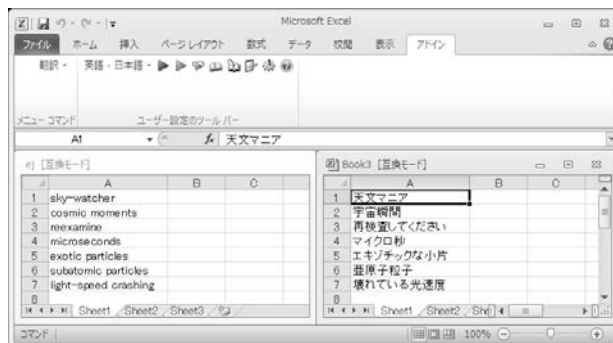 Microsoft Excel
ファイル ホーム 挿入 ページレイアウト 数式 データ 校閲 表示 アドイン
翻訳 英語 - 日本語
メニュー コマンド ユーザー設定のツール バー
A1 fx 天文マニア
ej [互換モード]
A B C
1 sky-watcher
2 cosmic moments
3 reexamine
4 microseconds
5 exotic particles
6 subatomic particles
7 light-speed crashing
8
Sheet1 Sheet2 Sheet3
Book3 [互換モード]
A B C
1 天文マニア
2 宇宙瞬間
3 再検査してください
4 マイクロ秒
5 エキゾチックな小片
6 亜原子粒子
7 壊れている光速度
8
Sheet1 Sheet2
コマンド 100%